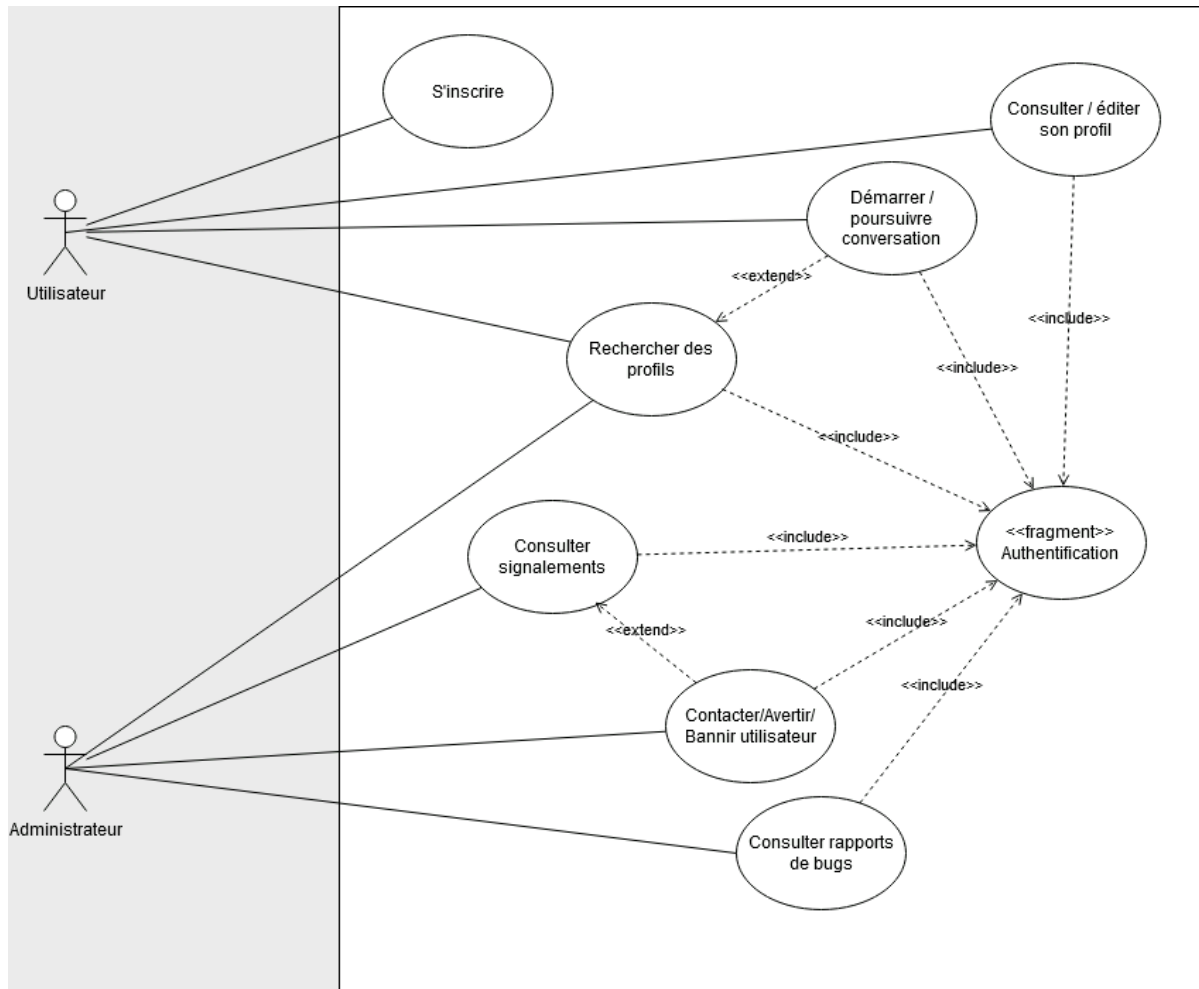 S'inscrire
Consulter / éditer
son profil
Démarrer /
poursuivre
conversation
Utilisateur
<<extend>>
<<include>>
Rechercher des
profils
<<include>>
<<include>>
Consulter
signalements
<<include>>
<<fragment>>
Authentification
<<extend>>
<<include>>
<<include>>
Contacter/Avertir/
Bannir utilisateur
Administrateur
Consulter rapports
de bugs